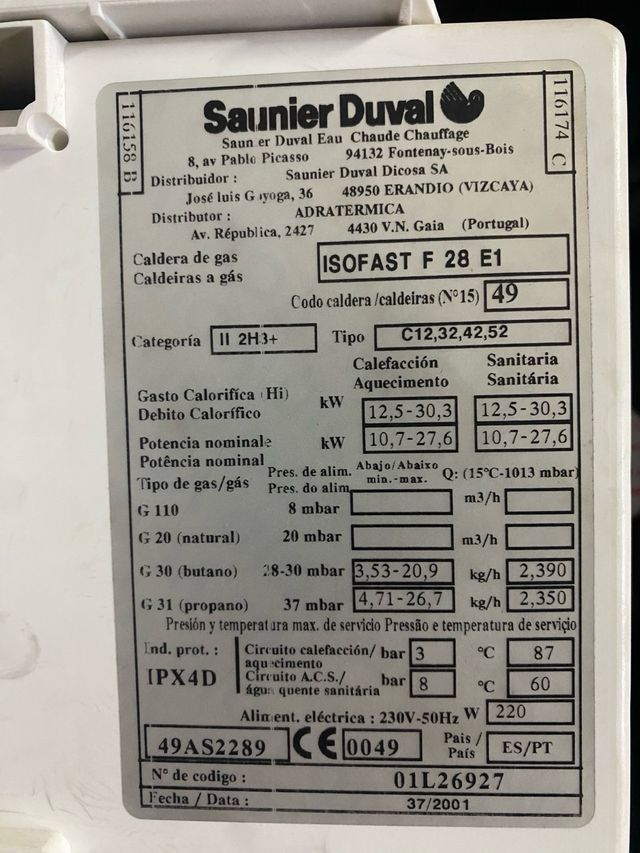 116158 B
116174 C
Saunier Duval
Saunier Duval Eau Chaude Chauffage
8, av Pablo Picasso 94132 Fontenay-sous-Bois
Distribuidor : Saunier Duval Dicosa SA
José luis Goyoga, 36 48950 ERANDIO (VIZCAYA)
Distributor : ADRATERMICA
Av. Républica, 2427 4430 V.N. Gaia (Portugal)
Caldera de gas
Caldeiras a gás
ISOFAST F 28 E1
Codo caldera /caldeiras (N°15) 49
Categoría II 2H3+ Tipo C12,32,42,52
Calefacción Sanitaria
Aquecimento Sanitária
Gasto Calorifica (Hi)
Debito Calorífico kW 12,5-30,3 12,5-30,3
Potencia nominale kW 10,7-27,6 10,7-27,6
Potência nominal
Tipo de gas/gás Pres. de alim. Abajo/Abaixo Q: (15°C-1013 mbar)
Pres. do alim. min.-max.
G 110 8 mbar m3/h
G 20 (natural) 20 mbar m3/h
G 30 (butano) 28-30 mbar 3,53-20,9 kg/h 2,390
G 31 (propano) 37 mbar 4,71-26,7 kg/h 2,350
Presión y temperatura max. de servicio Pressão e temperatura de serviçio
Ind. prot. : Circuito calefacción/ bar 3 °C 87
aquecimento
IPX4D Circuito A.C.S./ bar 8 °C 60
água quente sanitária
Aliment. eléctrica : 230V-50Hz W 220
49AS2289 CE 0049 Pais / País ES/PT
N° de codigo : 01L26927
Fecha / Data : 37/2001